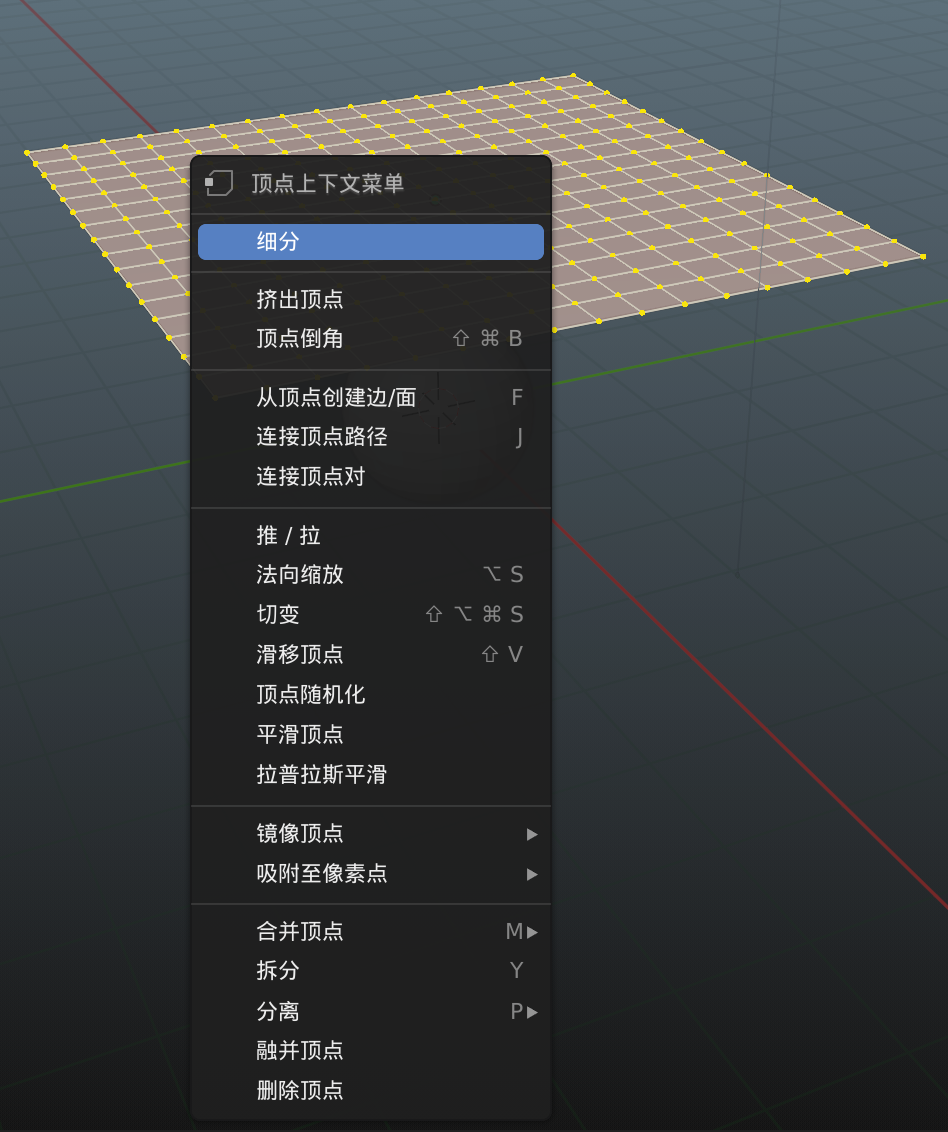 顶点上下文菜单
细分
挤出顶点
顶点倒角 ⇧ ⌘ B
从顶点创建边/面 F
连接顶点路径 J
连接顶点对
推 / 拉
法向缩放 ⌥ S
切变 ⇧ ⌥ ⌘ S
滑移顶点 ⇧ V
顶点随机化
平滑顶点
拉普拉斯平滑
镜像顶点 ▶
吸附至像素点 ▶
合并顶点 M▶
拆分 Y
分离 P▶
融并顶点
删除顶点